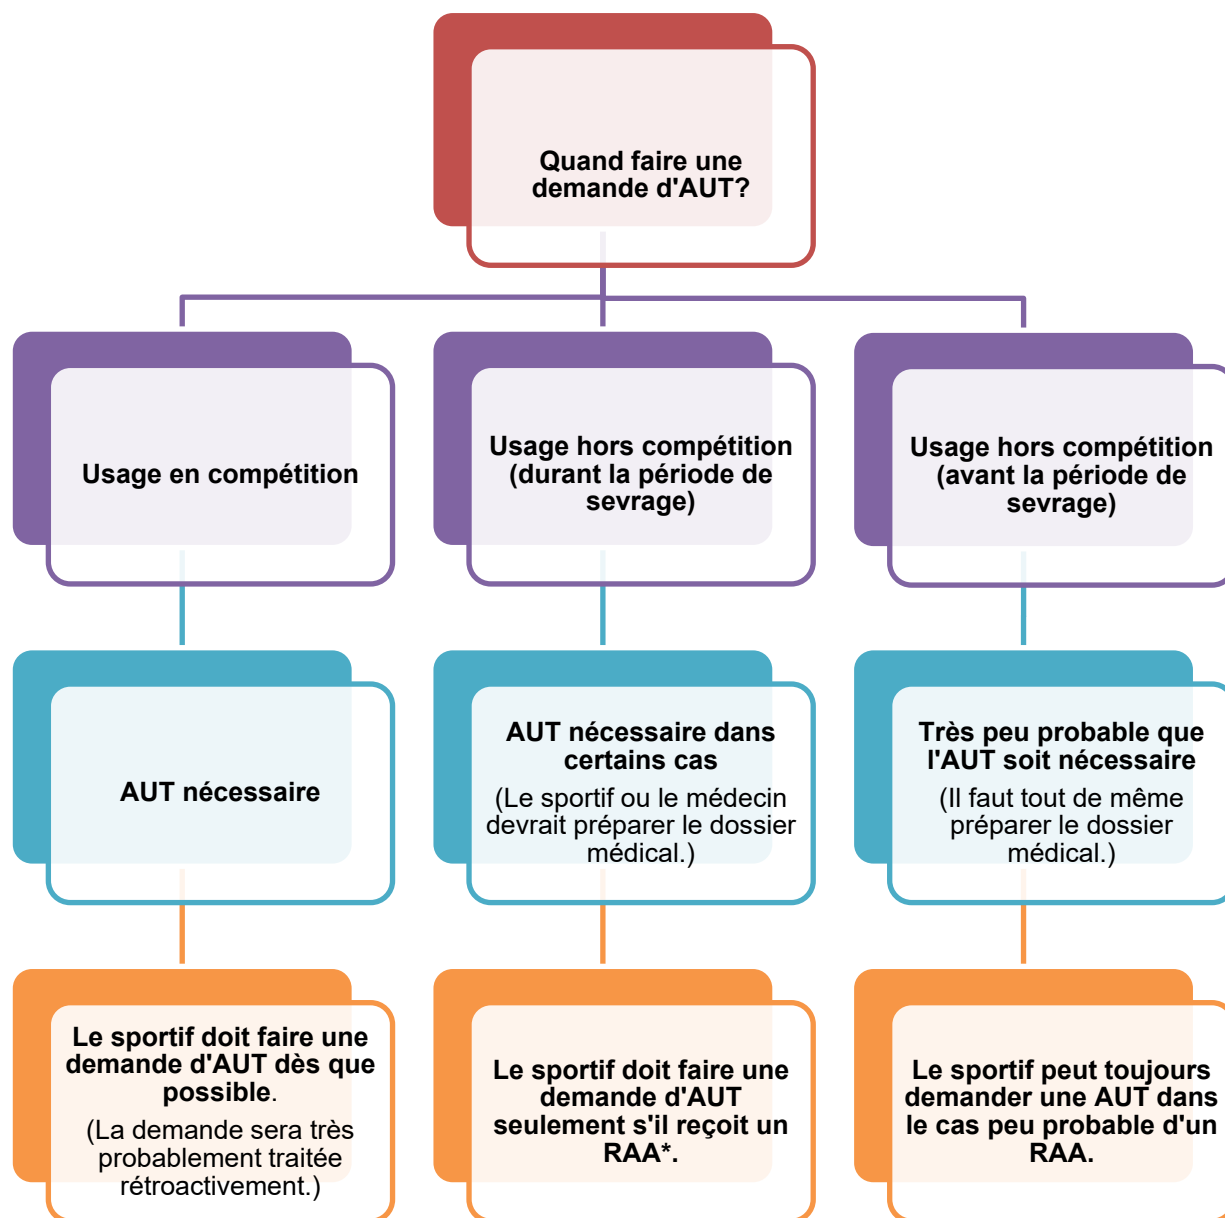 Quand faire une
demande d'AUT?
Usage en compétition
Usage hors compétition
(durant la période de
sevrage)
Usage hors compétition
(avant la période de
sevrage)
AUT nécessaire
AUT nécessaire dans
certains cas
(Le sportif ou le médecin
devrait préparer le dossier
médical.)
Très peu probable que
l'AUT soit nécessaire
(Il faut tout de même
préparer le dossier
médical.)
Le sportif doit faire une
demande d'AUT dès que
possible.
(La demande sera très
probablement traitée
rétroactivement.)
Le sportif doit faire une
demande d'AUT
seulement s'il reçoit un
RAA*.
Le sportif peut toujours
demander une AUT dans
le cas peu probable d'un
RAA.